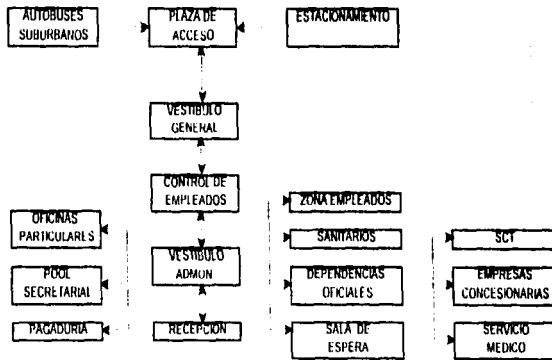 AUTOBUSES
SUBURBANOS
PLAZA DE
ACCESO
ESTACIONAMIENTO
VESTIBULO
GENERAL
CONTROL DE
EMPLEADOS
ZONA EMPLEADOS
OFICINAS
PARTICULARES
SANITARIOS
SCT
VESTIBULO
ADMON
POOL
SECRETARIAL
DEPENDENCIAS
OFICIALES
EMPRESAS
CONCESIONARIAS
PAGADURIA
RECEPCION
SALA DE
ESPERA
SERVICIO
MEDICO